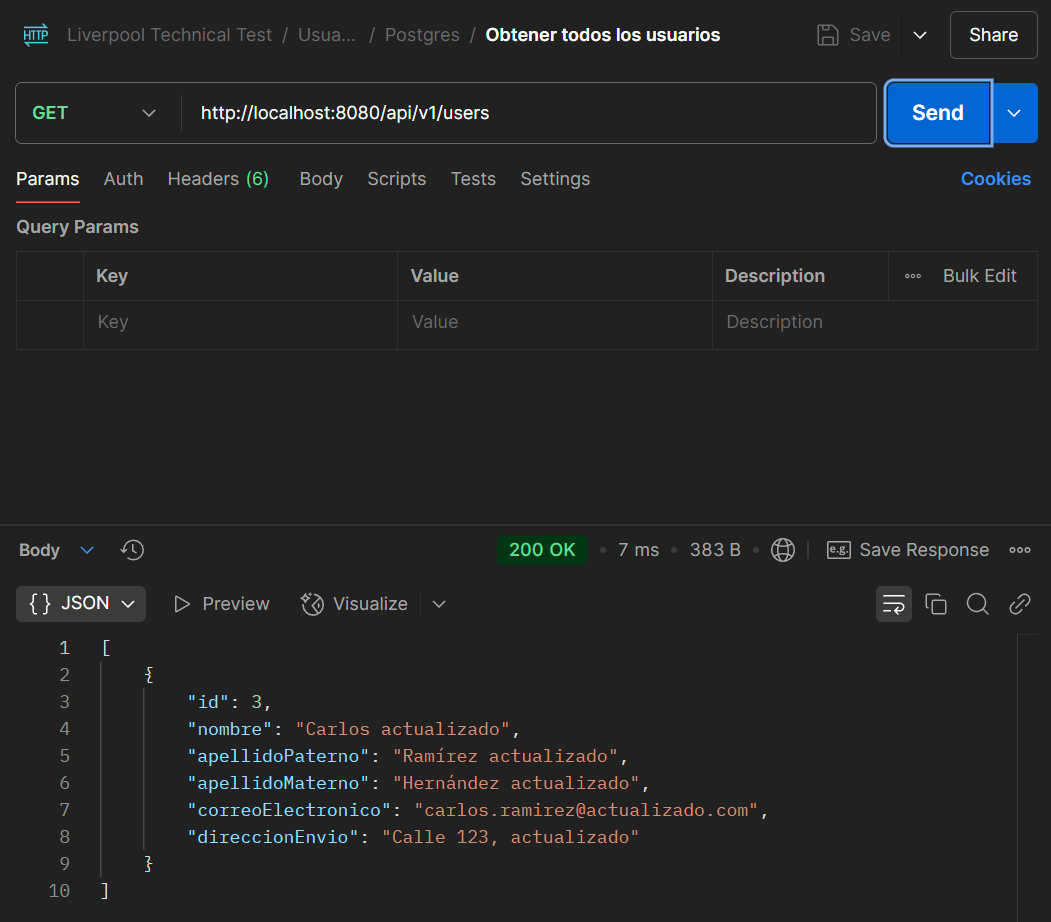 HTTP Liverpool Technical Test / Usua... / Postgres / Obtener todos los usuarios Save Share
GET http://localhost:8080/api/v1/users Send
Params Auth Headers (6) Body Scripts Tests Settings Cookies
Query Params
Key Value Description Bulk Edit
Key Value Description
Body 200 OK 7 ms 383 B e.g. Save Response
{} JSON Preview Visualize
1 [
2 {
3 "id": 3,
4 "nombre": "Carlos actualizado",
5 "apellidoPaterno": "Ramírez actualizado",
6 "apellidoMaterno": "Hernández actualizado",
7 "correoElectronico": "carlos.ramirez@actualizado.com",
8 "direccionEnvio": "Calle 123, actualizado"
9 }
10 ]